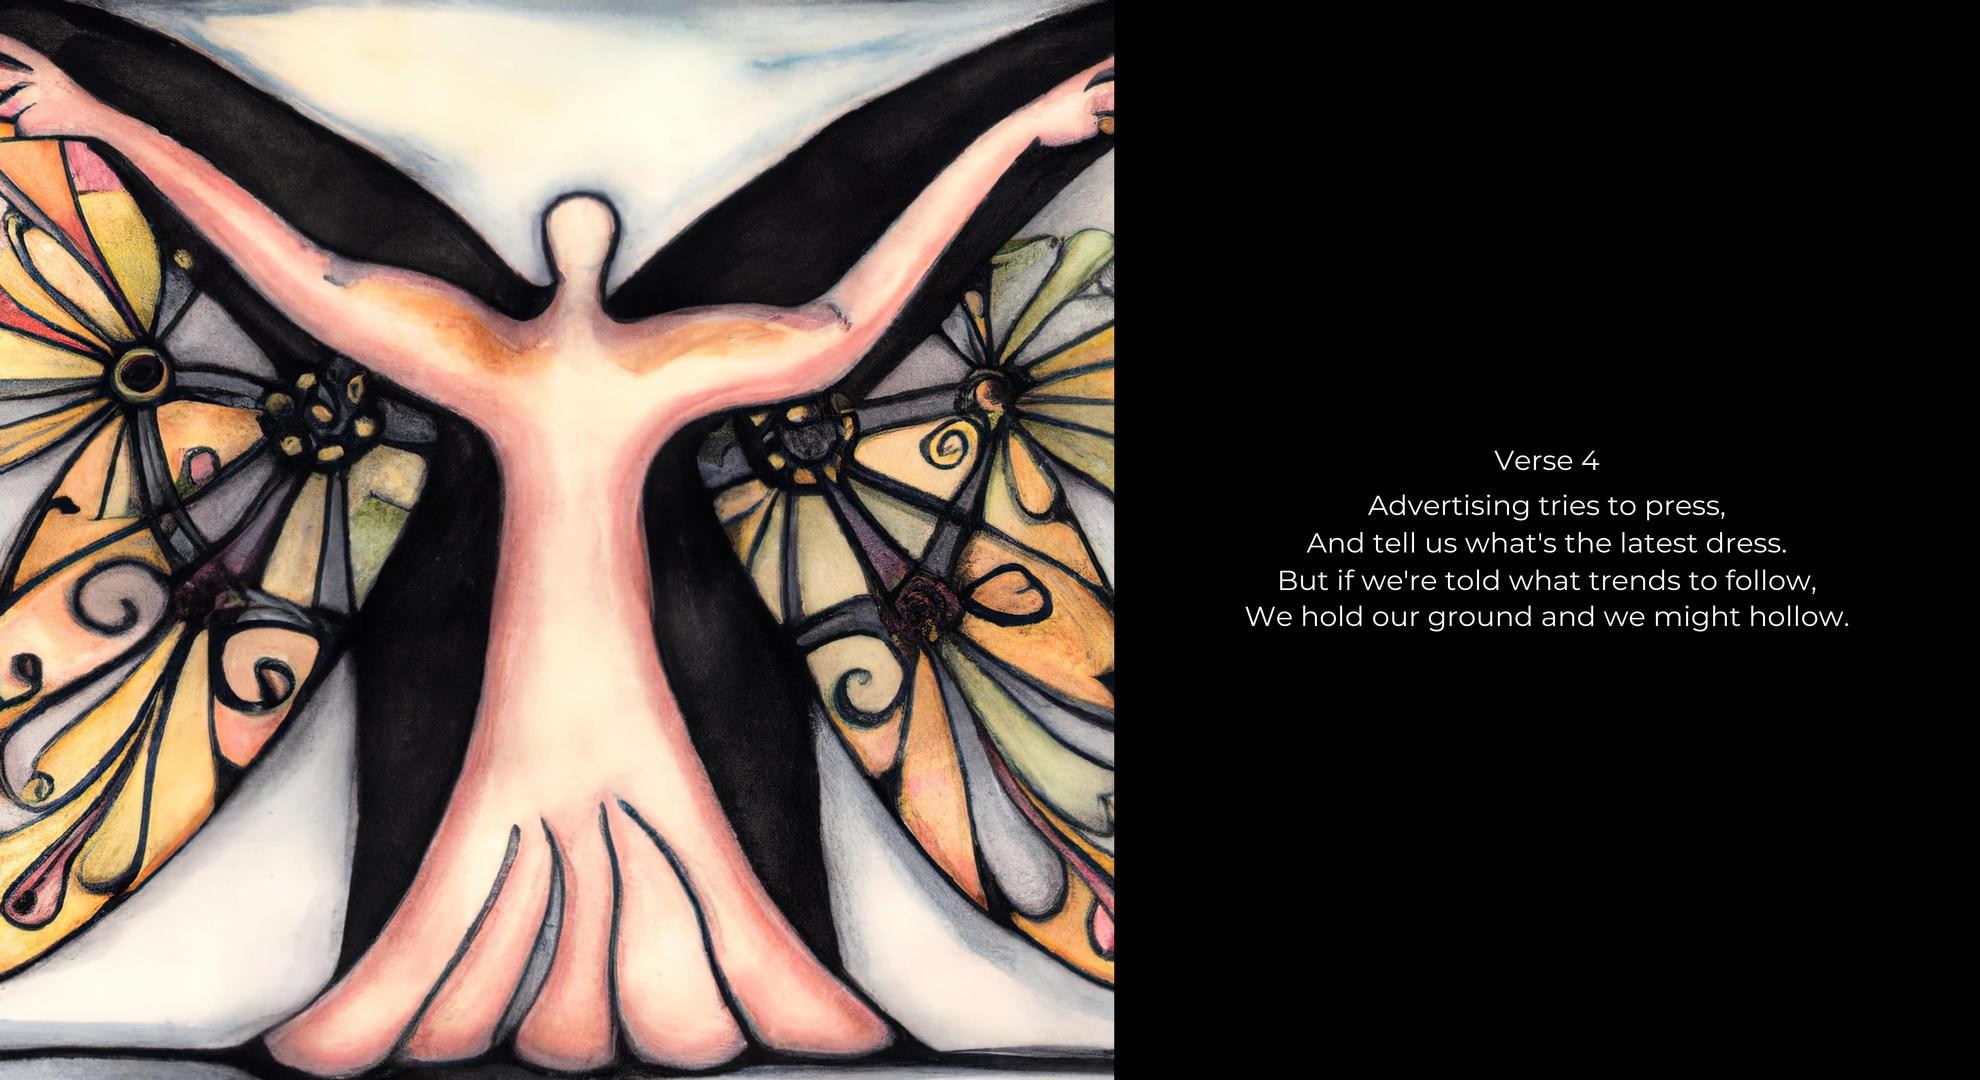 Verse 4
Advertising tries to press,
And tell us what's the latest dress.
But if we're told what trends to follow,
We hold our ground and we might hollow.